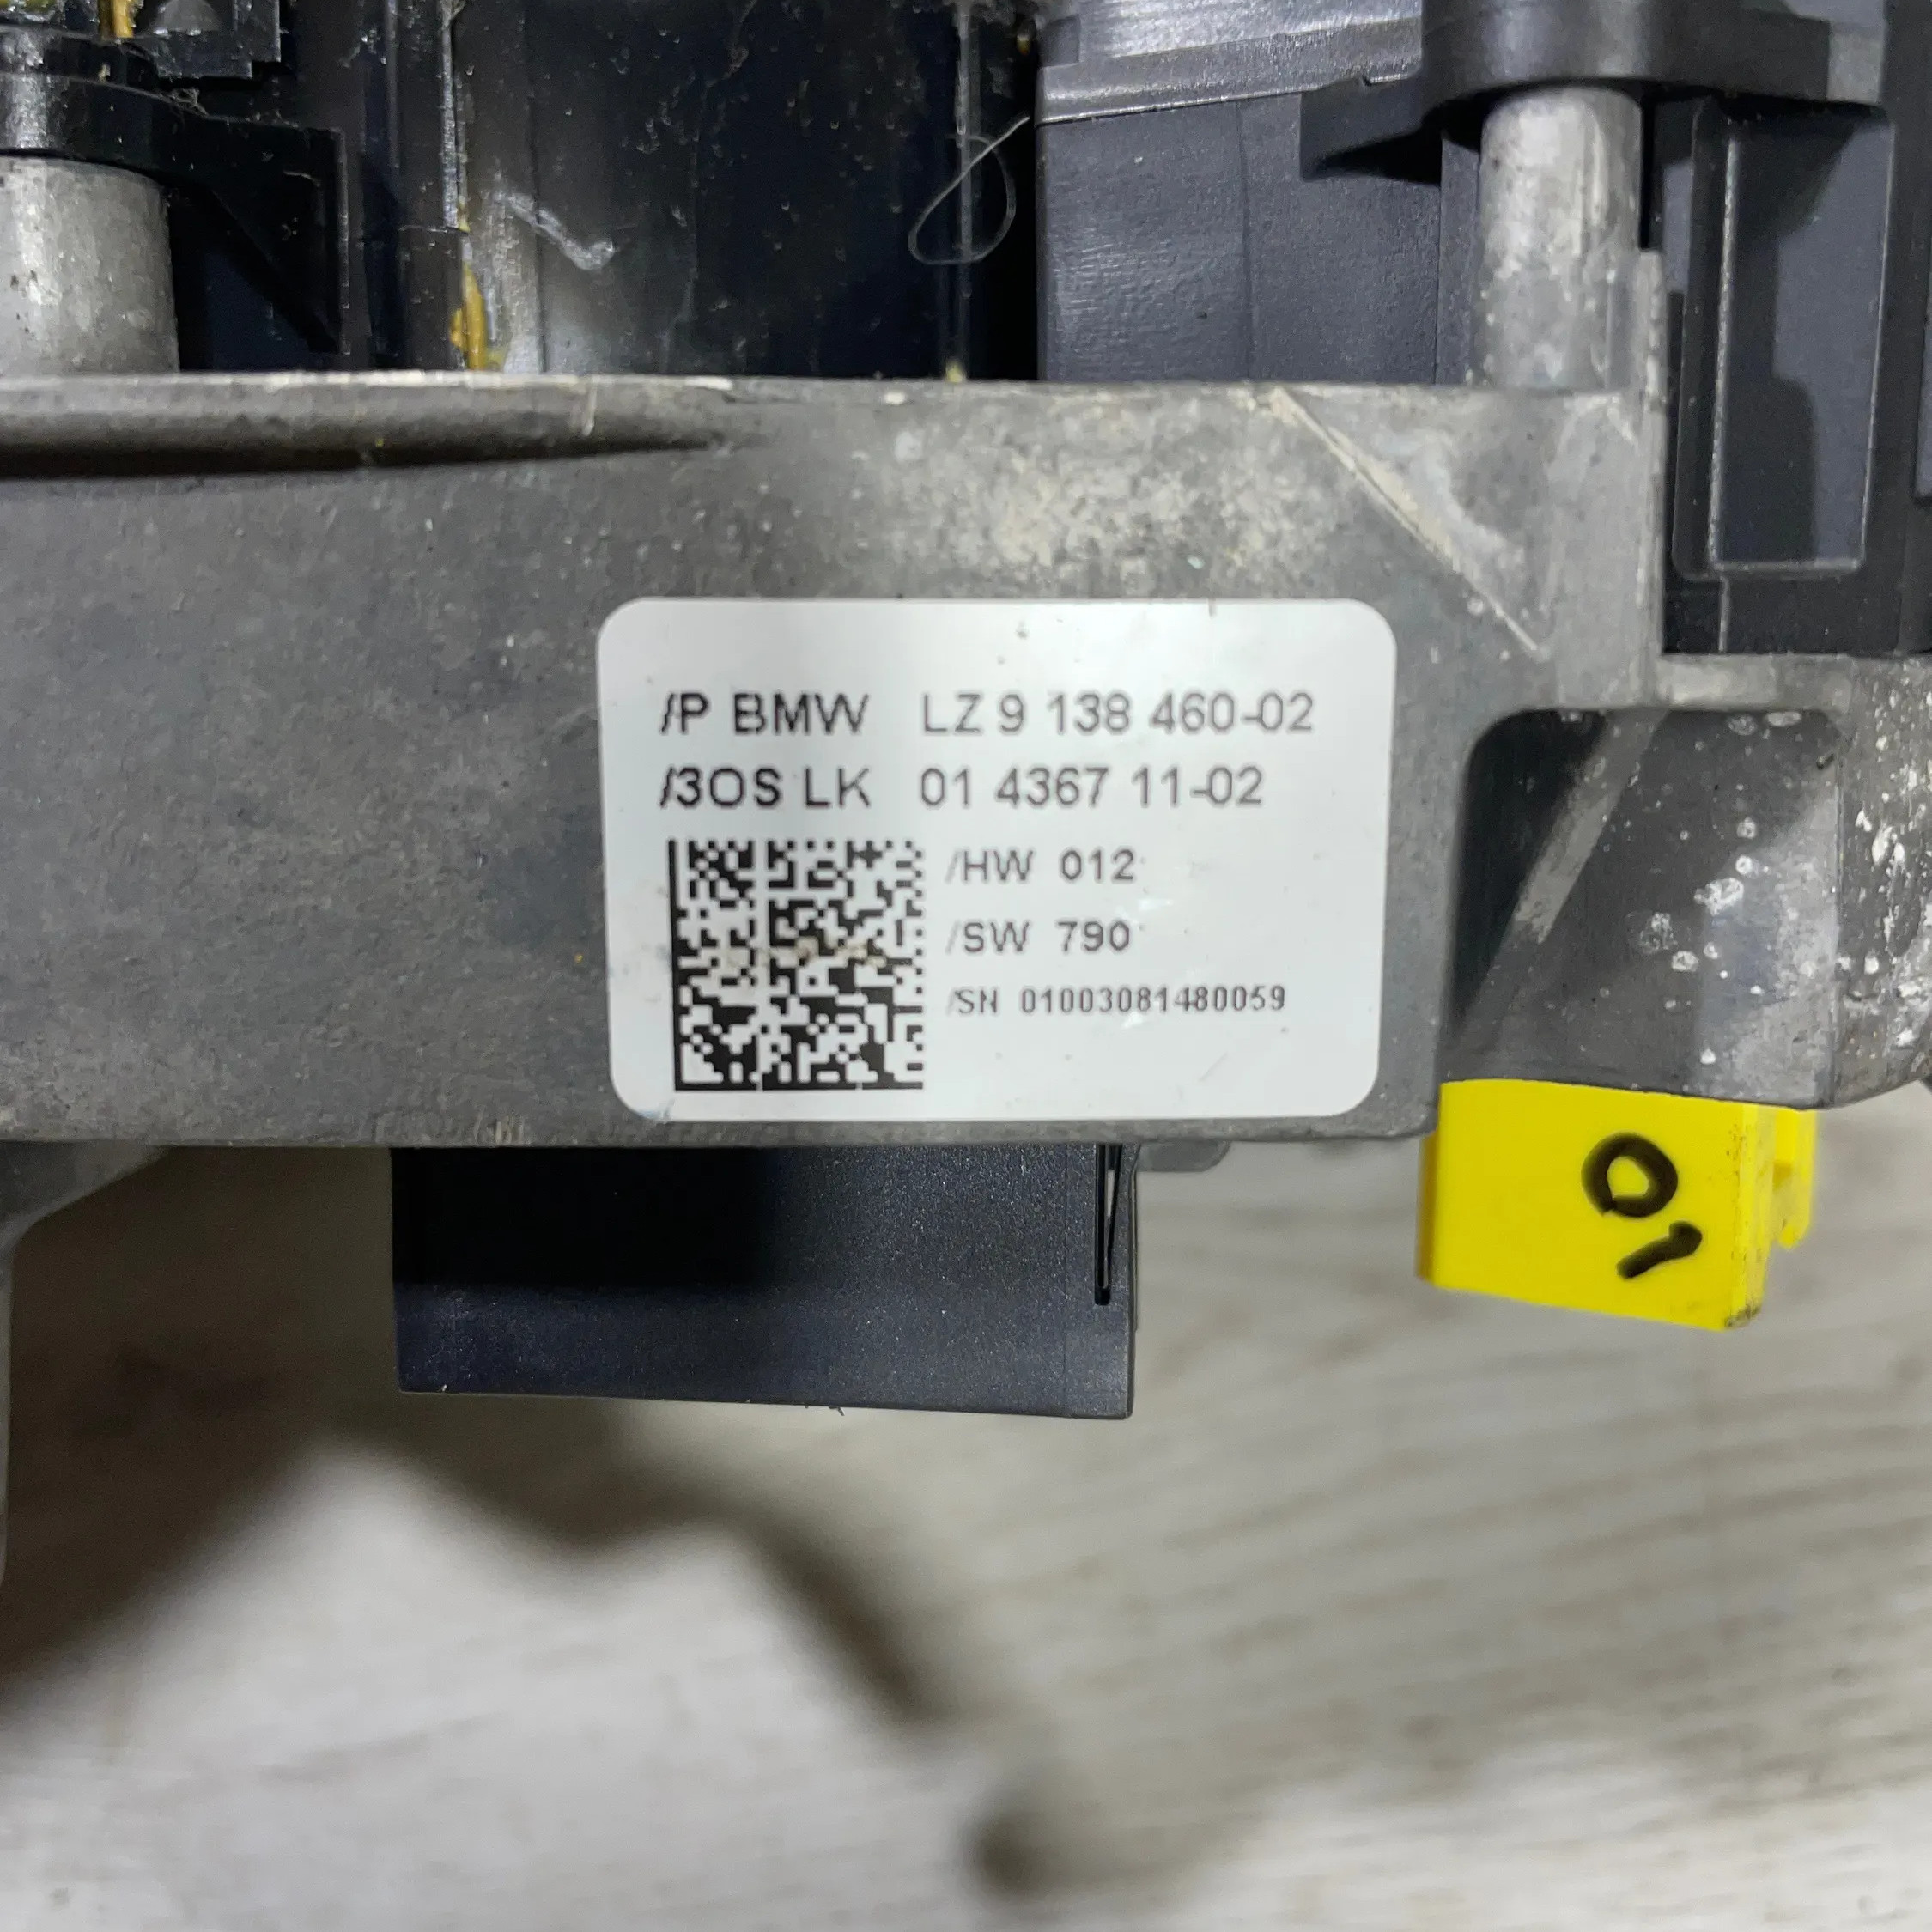 /P BMW LZ 9 138 460-02
/3OS LK 01 4367 11-02
/HW 012
/SW 790
/SN 01003081480059
01